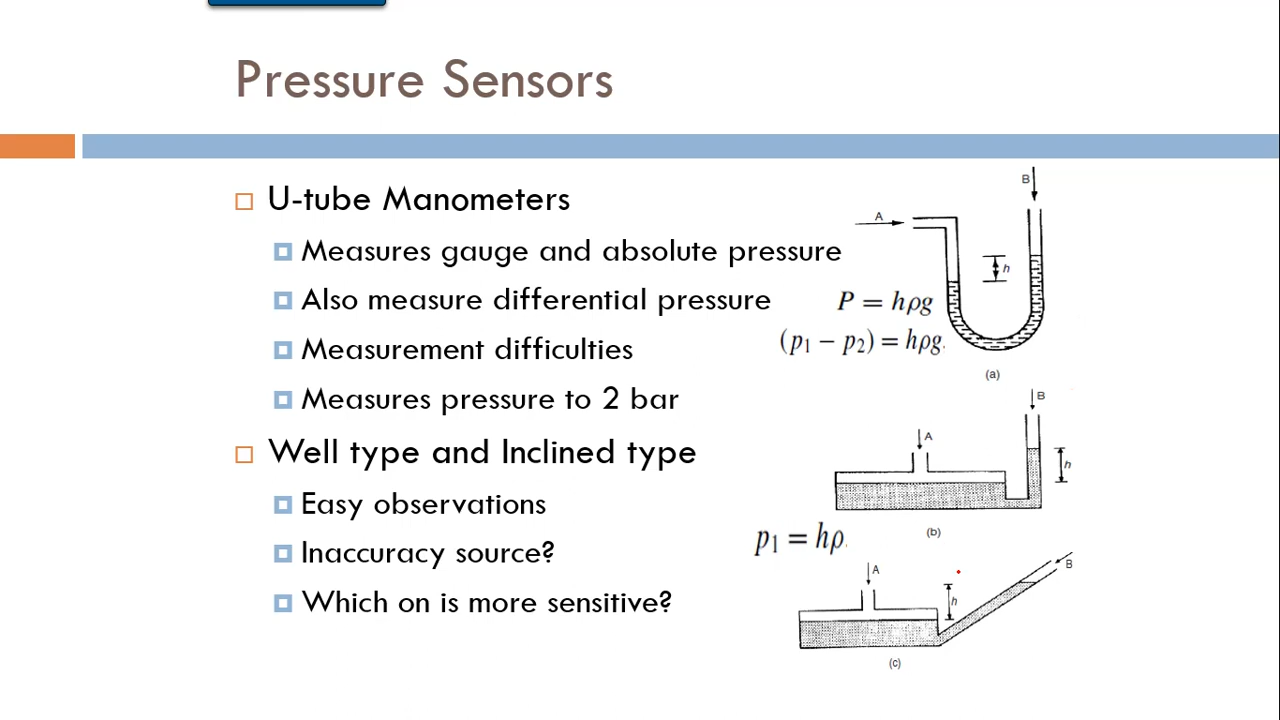 Pressure Sensors
U-tube Manometers
Measures gauge and absolute pressure
Also measure differential pressure
Measurement difficulties
Measures pressure to 2 bar
Well type and Inclined type
Easy observations
Inaccuracy source?
Which on is more sensitive?
B
A
h
P = hρg
(p₁ − p₂) = hρg.
(a)
B
A
h
(b)
p₁ = hρ.
A
B
h
(c)